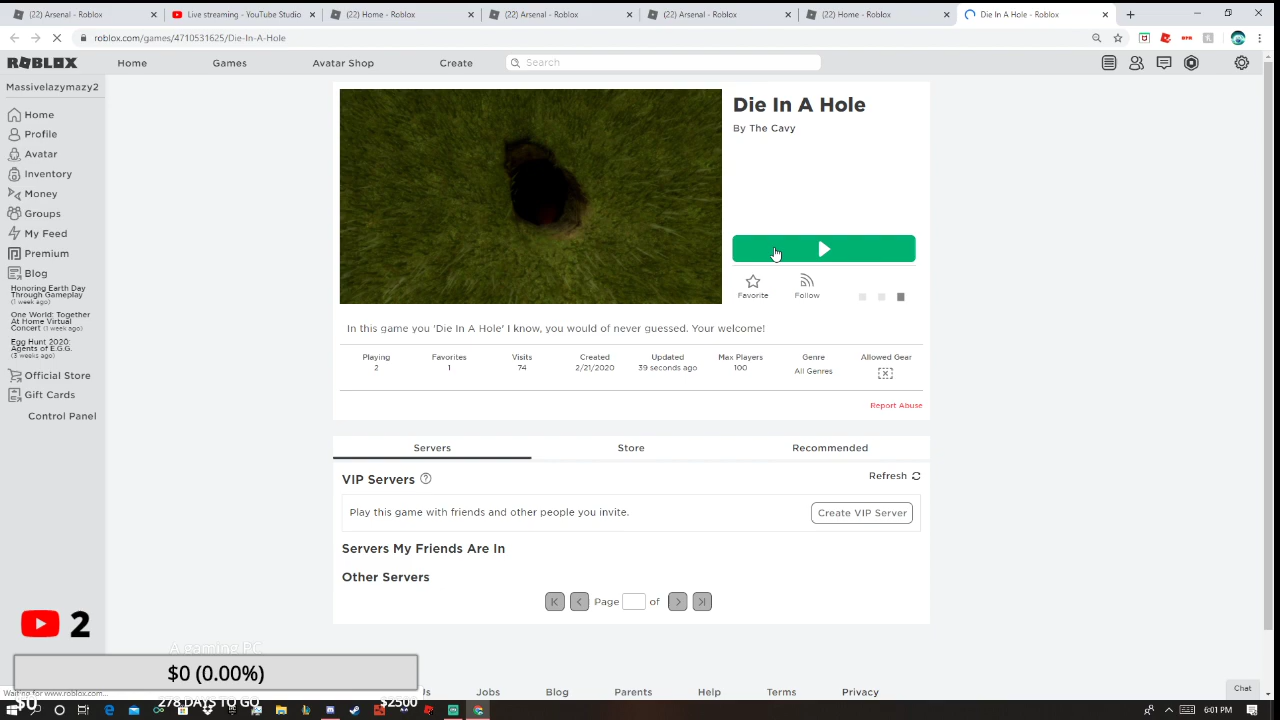 (22) Arsenal - Roblox
Live streaming - YouTube Studio
(22) Home - Roblox
(22) Arsenal - Roblox
(22) Arsenal - Roblox
(22) Home - Roblox
Die In A Hole - Roblox
roblox.com/games/4710531625/Die-In-A-Hole
ROBLOX
Home
Games
Avatar Shop
Create
Search
Massivelazymazy2
Home
Profile
Avatar
Inventory
Money
Groups
My Feed
Premium
Blog
Honoring Earth Day
Through Gameplay
(1 week ago)
One World: Together
At Home Virtual
Concert (1 week ago)
Egg Hunt 2020:
Agents of E.G.G.
(3 weeks ago)
Official Store
Gift Cards
Control Panel
Die In A Hole
By The Cavy
Favorite
Follow
In this game you 'Die In A Hole' I know, you would of never guessed. Your welcome!
Playing
2
Favorites
1
Visits
74
Created
2/21/2020
Updated
39 seconds ago
Max Players
100
Genre
All Genres
Allowed Gear
Report Abuse
Servers
Store
Recommended
VIP Servers
Refresh
Play this game with friends and other people you invite.
Create VIP Server
Servers My Friends Are In
Other Servers
Page
of
2
A gaming PC
$0 (0.00%)
$0
278 DAYS TO GO
$2500
Waiting for www.roblox.com...
Us
Jobs
Blog
Parents
Help
Terms
Privacy
Chat
6:01 PM